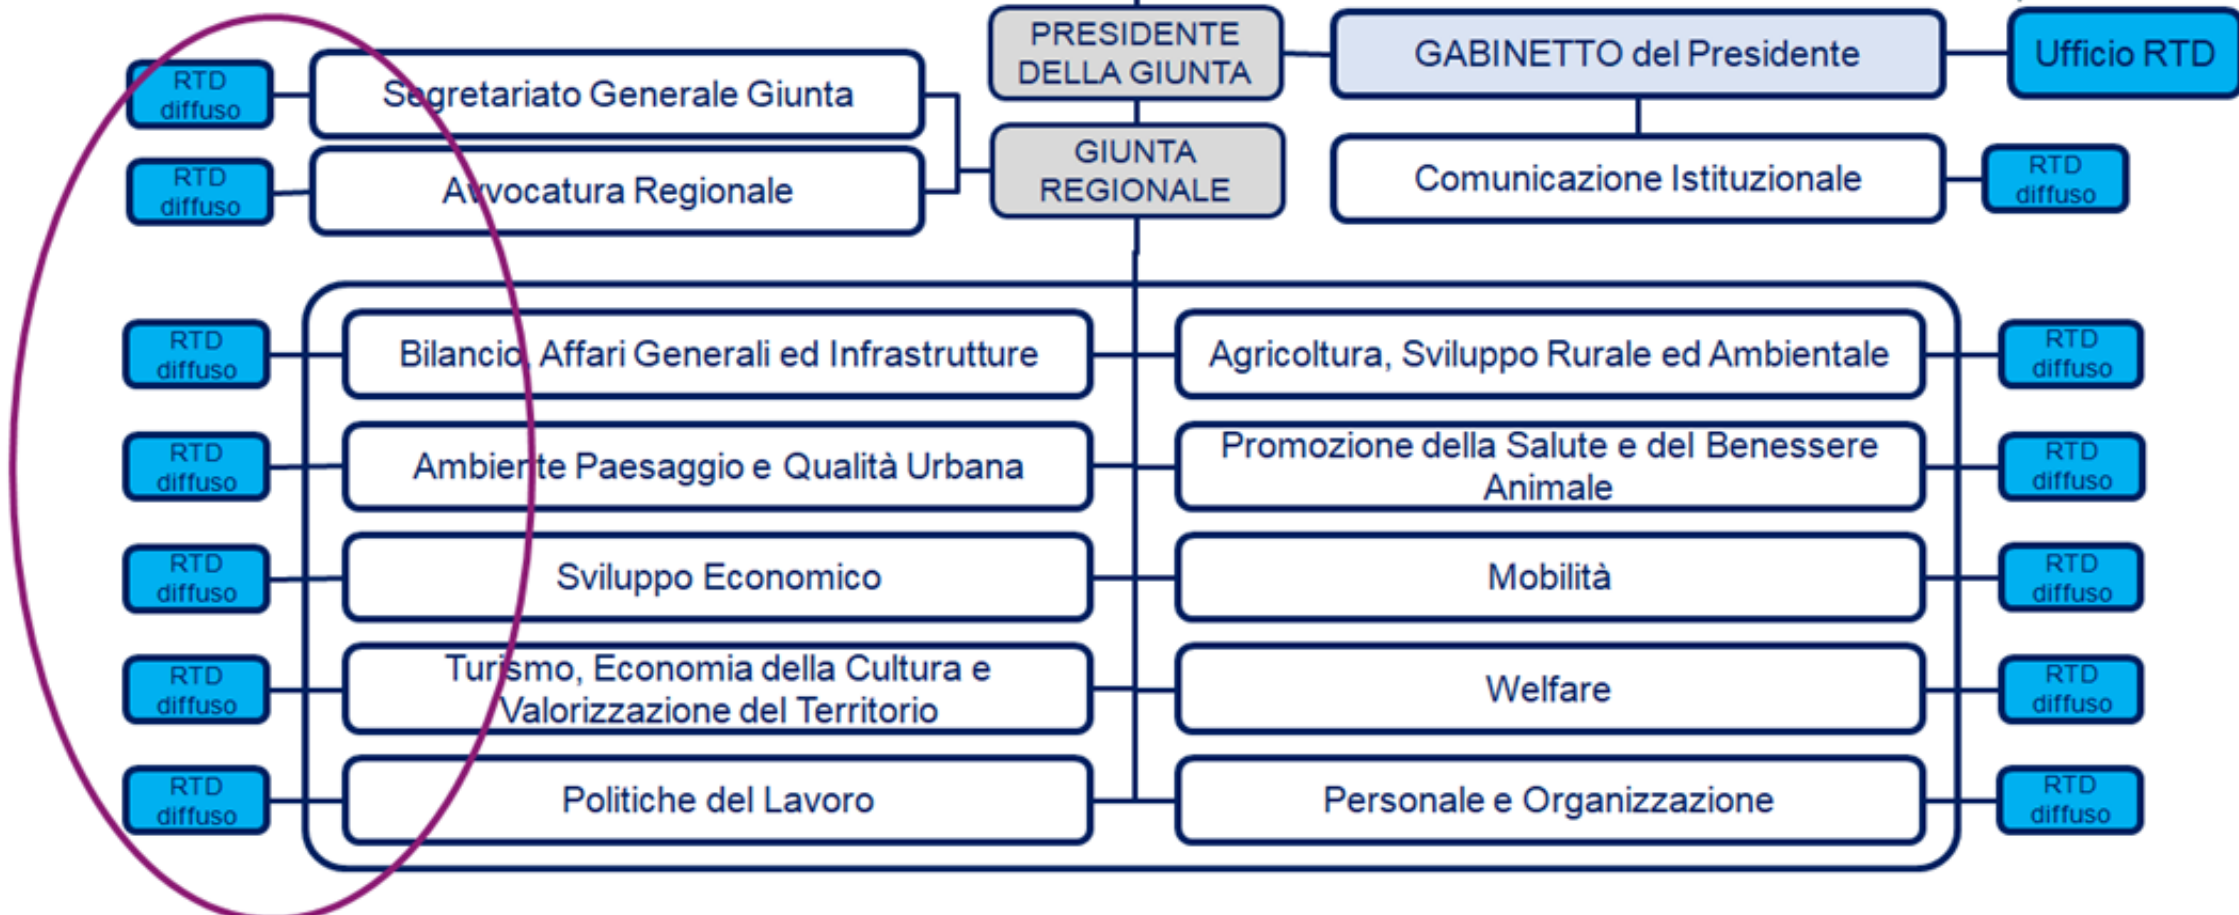 PRESIDENTE
DELLA GIUNTA
GABINETTO del Presidente
Ufficio RTD
RTD
diffuso
Segretariato Generale Giunta
GIUNTA
REGIONALE
Comunicazione Istituzionale
RTD
diffuso
RTD
diffuso
Avvocatura Regionale
RTD
diffuso
Bilancio, Affari Generali ed Infrastrutture
Agricoltura, Sviluppo Rurale ed Ambientale
RTD
diffuso
RTD
diffuso
Ambiente Paesaggio e Qualità Urbana
Promozione della Salute e del Benessere
Animale
RTD
diffuso
RTD
diffuso
Sviluppo Economico
Mobilità
RTD
diffuso
RTD
diffuso
Turismo, Economia della Cultura e
Valorizzazione del Territorio
Welfare
RTD
diffuso
RTD
diffuso
Politiche del Lavoro
Personale e Organizzazione
RTD
diffuso